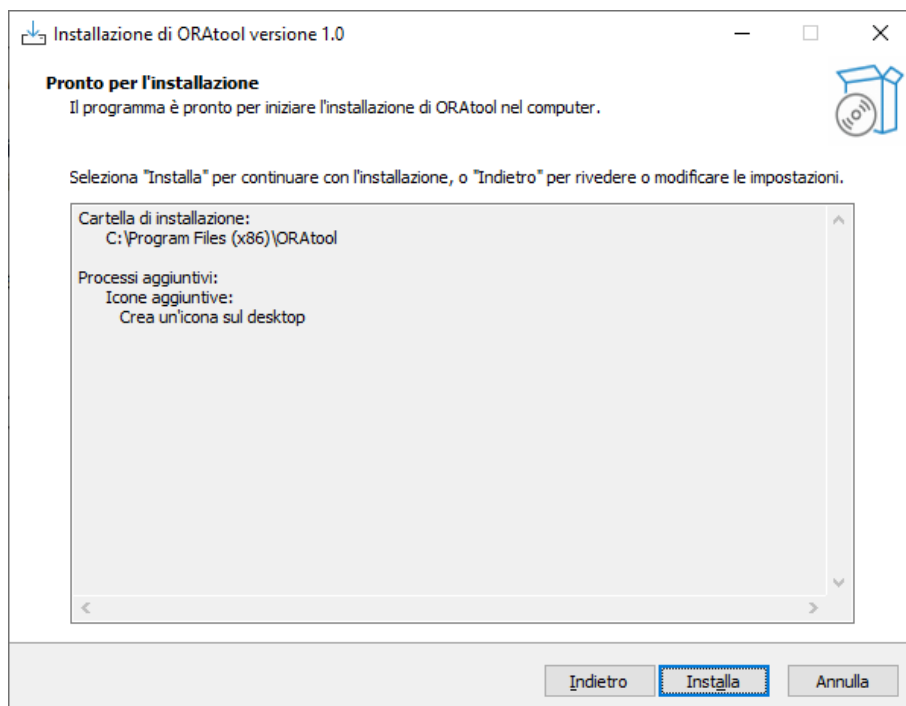 Installazione di ORAtool versione 1.0
Pronto per l'installazione
Il programma è pronto per iniziare l'installazione di ORAtool nel computer.
Seleziona "Installa" per continuare con l'installazione, o "Indietro" per rivedere o modificare le impostazioni.
Cartella di installazione:
C:\Program Files (x86)\ORAtool
Processi aggiuntivi:
Icone aggiuntive:
Crea un'icona sul desktop
Indietro Installa Annulla